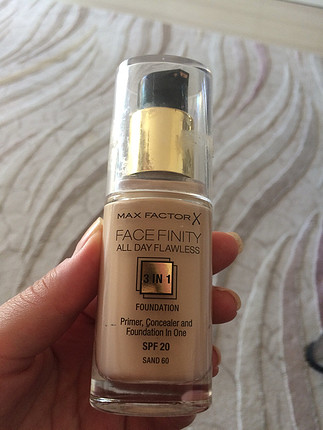 MAX FACTOR X
FACE FINITY
ALL DAY FLAWLESS
3 IN 1
FOUNDATION
Primer, Concealer and
Foundation In One
SPF 20
SAND 60